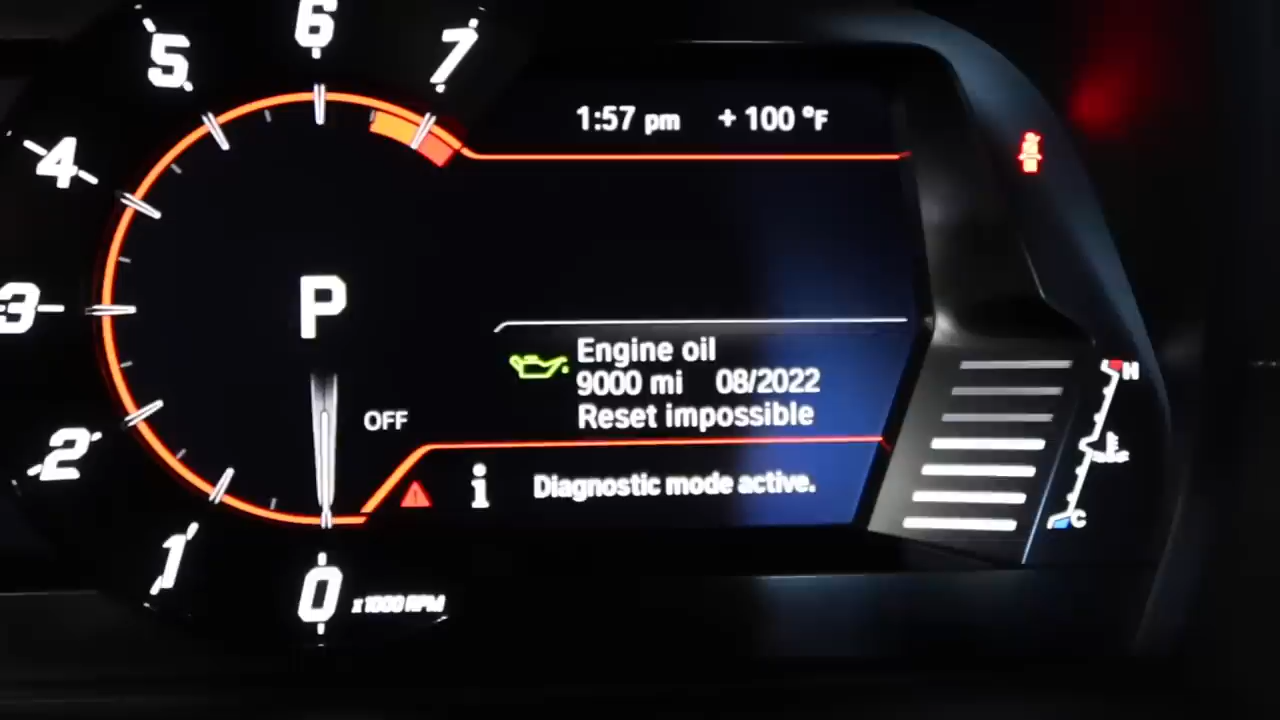 5
6
7
1:57 pm + 100 °F
4
3
P
Engine oil
9000 mi 08/2022
Reset impossible
OFF
H
2
i Diagnostic mode active.
C
1
0 x1000 RPM